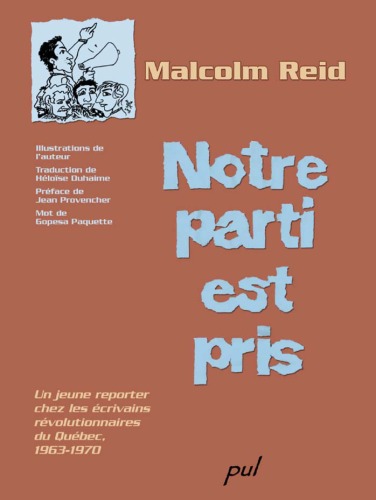 Malcolm Reid
Illustrations de
l'auteur
Traduction de
Héloïse Duhaime
Préface de
Jean Provencher
Mot de
Gopesa Paquette
Notre
parti
est
pris
Un jeune reporter
chez les écrivains
révolutionnaires
du Québec,
1963-1970
pul